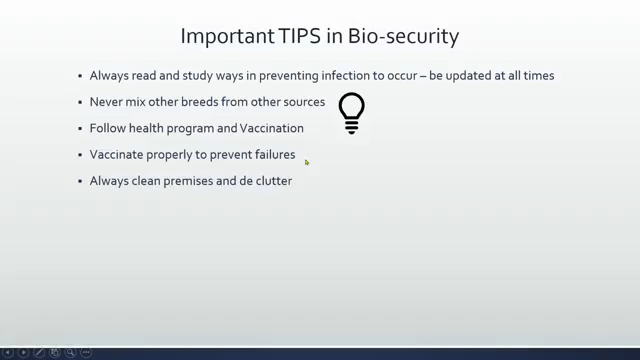 Important TIPS in Bio-security
Always read and study ways in preventing infection to occur – be updated at all times
Never mix other breeds from other sources
Follow health program and Vaccination
Vaccinate properly to prevent failures
Always clean premises and de clutter